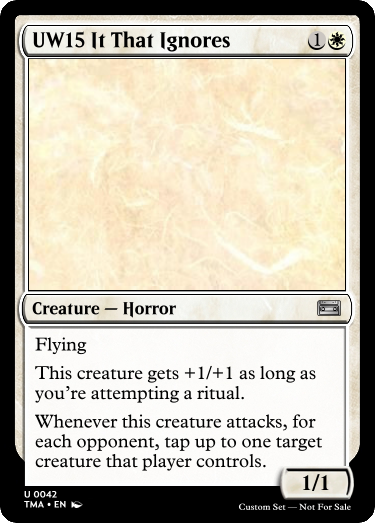 UW15 It That Ignores 1
Creature — Horror
Flying
This creature gets +1/+1 as long as
you're attempting a ritual.
Whenever this creature attacks, for
each opponent, tap up to one target
creature that player controls.
1/1
U 0042
TMA • EN
Custom Set — Not For Sale